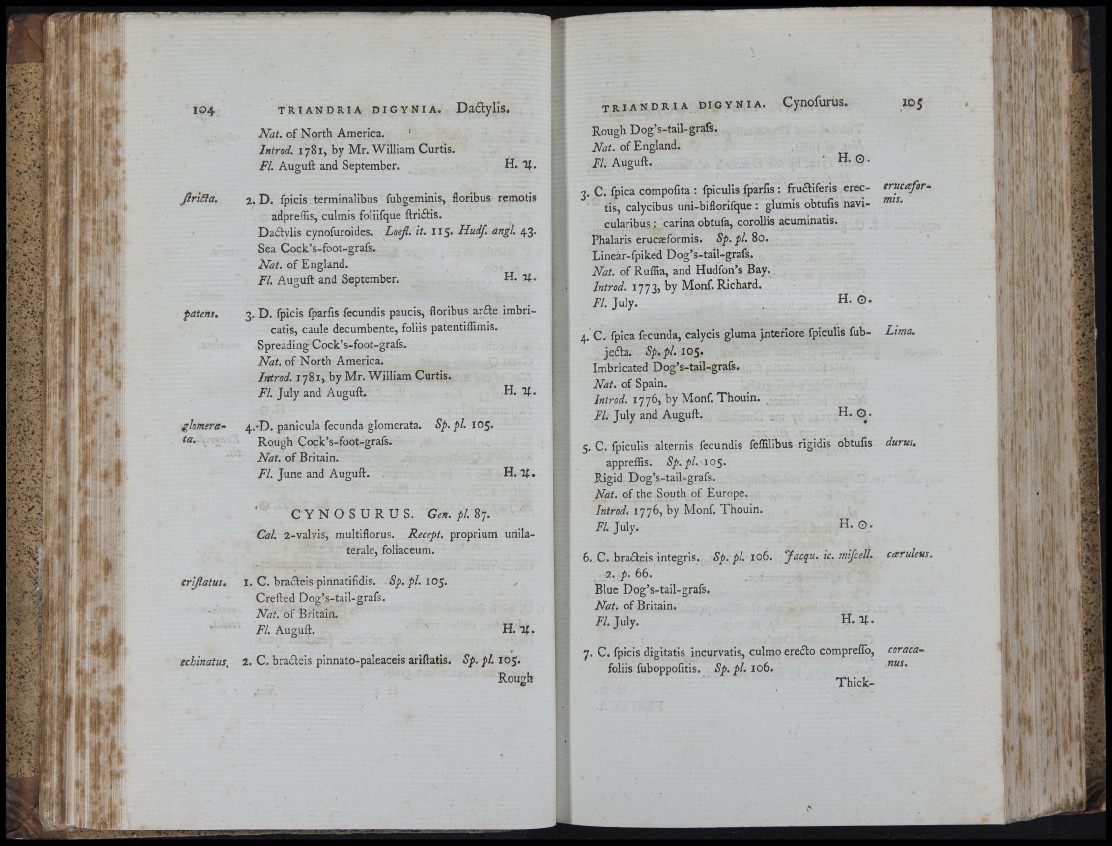 104 TRIANDRIA DIGYNIA. Dactylis.
Nat. of North America.
Introd. 1781, by Mr. William Curtis.
Fl. Auguſt and September. H. ♃.
ſtricta. 2. D. ſpicis terminalibus ſubgeminis, floribus remotis
adpreſſis, culmis foliiſque ſtrictis.
Dactylis cynoſuroides. Loefl. it. 115. Hudſ. angl. 43.
Sea Cock's-foot-graſs.
Nat. of England.
Fl. Auguſt and September. H. ♃.
patens. 3. D. ſpicis ſparſis ſecundis paucis, floribus arcte imbri-
catis, caule decumbente, foliis patentiſſimis.
Spreading Cock's-foot-graſs.
Nat. of North America.
Introd. 1781, by Mr. William Curtis.
Fl. July and Auguſt. H. ♃.
glomera- 4. D. panicula ſecunda glomerata. Sp. pl. 105.
ta. Rough Cock's-foot-graſs.
Nat. of Britain.
Fl. June and Auguſt. H. ♃.
CYNOSURUS. Gen. pl. 87.
Cal. 2-valvis, multiflorus. Recept. proprium unila-
terale, foliaceum.
criſtatus. 1. C. bracteis pinnatifidis. Sp. pl. 105.
Creſted Dog's-tail-graſs.
Nat. of Britain.
Fl. Auguſt. H. ♃.
echinatus. 2. C. bracteis pinnato-paleaceis ariſtatis. Sp. pl. 105.
Rough
TRIANDRIA DIGYNIA. Cynoſurus. 105
Rough Dog's-tail-graſs.
Nat. of England.
Fl. Auguſt. H. ☉.
3. C. ſpica compoſita : ſpiculis ſparſis : fructiferis erec- erucæfor-
tis, calycibus uni-bifloriſque : glumis obtuſis navi- mis.
cularibus ; carina obtuſa, corollis acuminatis.
Phalaris erucæformis. Sp. pl. 80.
Linear-ſpiked Dog's-tail-graſs.
Nat. of Ruſſia, and Hudſon's Bay.
Introd. 1773, by Monſ. Richard.
Fl. July. H. ☉.
4. C. ſpica ſecunda, calycis gluma interiore ſpiculis ſub- Lima.
jecta. Sp. pl. 105.
Imbricated Dog's-tail-graſs.
Nat. of Spain.
Introd. 1776, by Monſ. Thouin.
Fl. July and Auguſt. H. ☉.
5. C. ſpiculis alternis ſecundis ſeſſilibus rigidis obtuſis durus.
appreſſis. Sp. pl. 105.
Rigid Dog's-tail-graſs.
Nat. of the South of Europe.
Introd. 1776, by Monſ. Thouin.
Fl. July. H. ☉.
6. C. bracteis integris. Sp. pl. 106. Jacqu. ic. miſcell. cæruleus.
2. p. 66.
Blue Dog's-tail-graſs.
Nat. of Britain.
Fl. July. H. ♃.
7. C. ſpicis digitatis incurvatis, culmo erecto compreſſo, coraca-
foliis ſuboppoſitis. Sp. pl. 106. nus.
Thick-